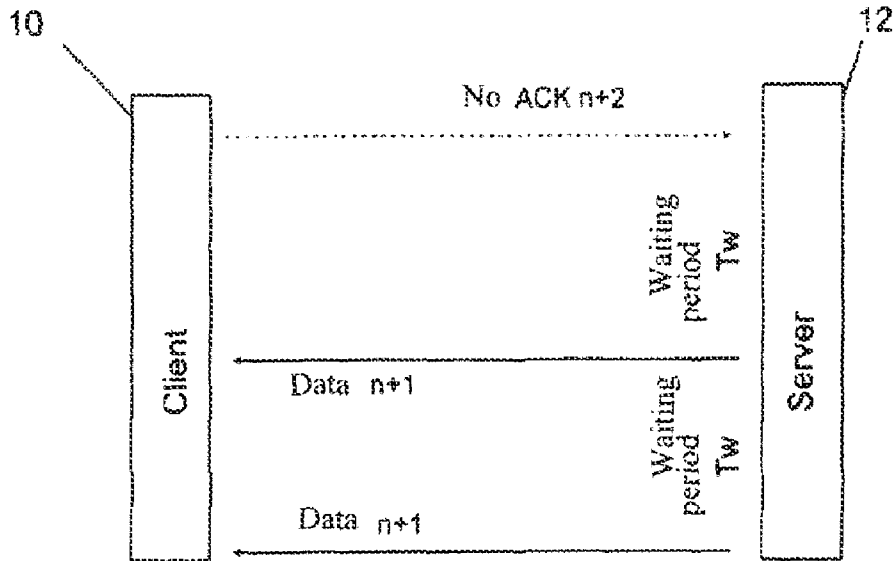 10
12
No ACK n+2
Waiting
period
Tw
Client
Server
Data n+1
Waiting
period
Tw
Data n+1